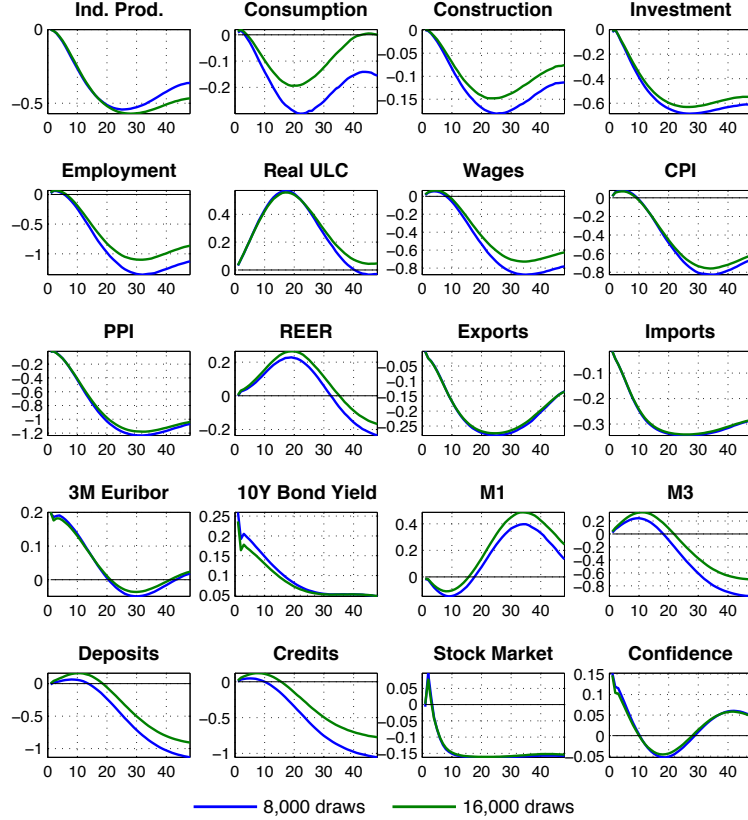 Ind. Prod. Consumption Construction Investment
0 −0.5
0 −0.1 −0.2
0 −0.05 −0.1 −0.15
0 −0.2 −0.4 −0.6
0 10 20 30 40 0 10 20 30 40 0 10 20 30 40 0 10 20 30 40
Employment Real ULC Wages CPI
0 −0.5 −1
0.4 0.2 0
0 −0.2 −0.4 −0.6 −0.8
0 −0.2 −0.4 −0.6 −0.8
0 10 20 30 40 0 10 20 30 40 0 10 20 30 40 0 10 20 30 40
PPI REER Exports Imports
−0.2 −0.4 −0.6 −0.8 −1 −1.2
0.2 0 −0.2
−0.05 −0.1 −0.15 −0.2 −0.25
−0.1 −0.2 −0.3
0 10 20 30 40 0 10 20 30 40 0 10 20 30 40 0 10 20 30 40
3M Euribor 10Y Bond Yield M1 M3
0.2 0.1 0
0.25 0.2 0.15 0.1 0.05
0.4 0.2 0
0.2 0 −0.2 −0.4 −0.6 −0.8
0 10 20 30 40 0 10 20 30 40 0 10 20 30 40 0 10 20 30 40
Deposits Credits Stock Market Confidence
0 −0.5 −1
0 −0.5 −1
0.05 0 −0.05 −0.1 −0.15
0.15 0.1 0.05 0 −0.05
0 10 20 30 40 0 10 20 30 40 0 10 20 30 40 0 10 20 30 40
8,000 draws 16,000 draws